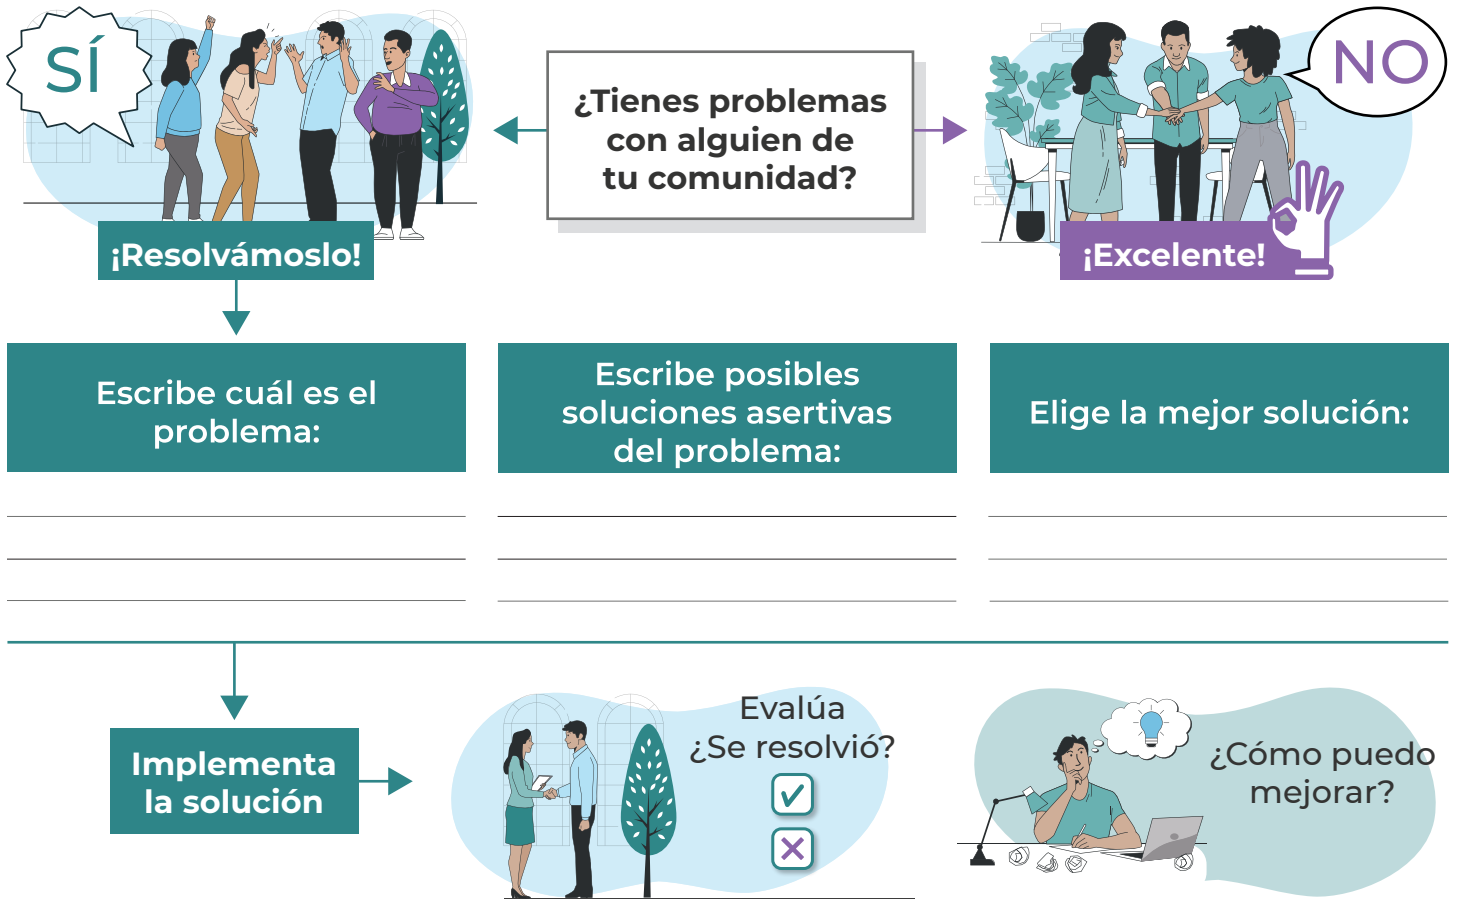 SÍ
¿Tienes problemas
con alguien de
tu comunidad?
NO
¡Resolvámoslo!
¡Excelente!
Escribe cuál es el
problema:
Escribe posibles
soluciones asertivas
del problema:
Elige la mejor solución:
Implementa
la solución
Evalúa
¿Se resolvió?
¿Cómo puedo
mejorar?